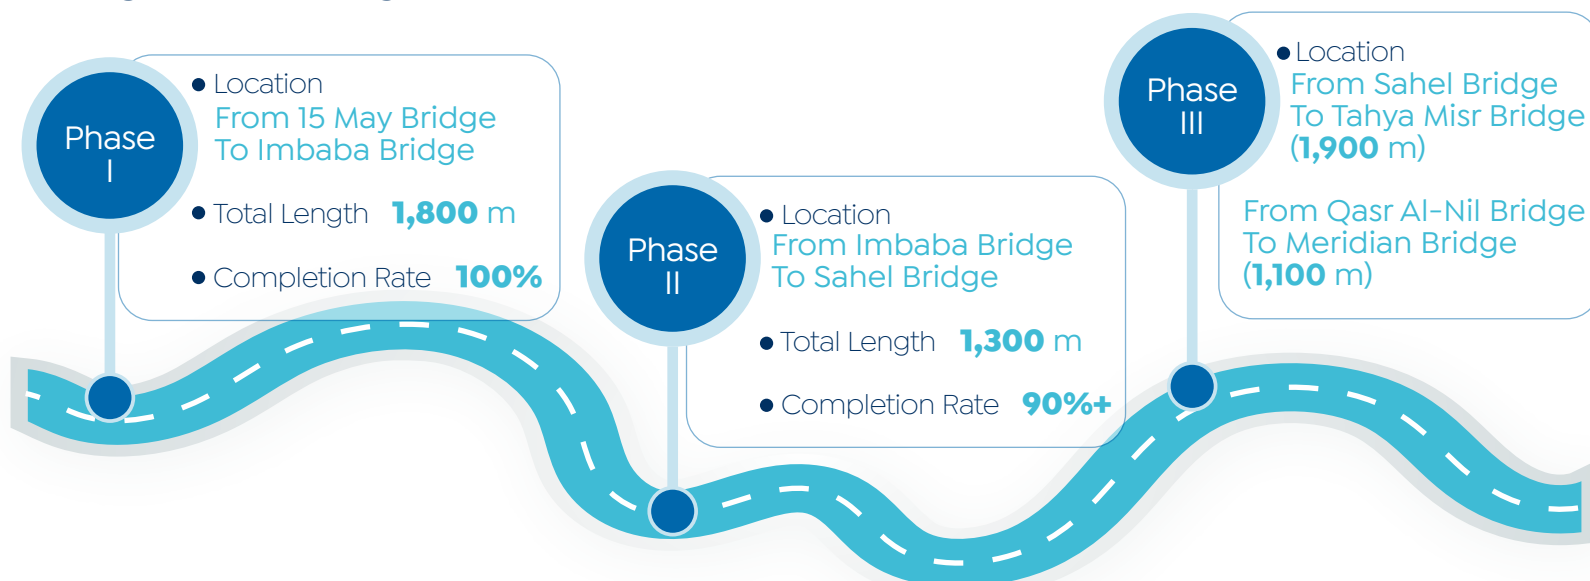 Phase
I
● Location
From 15 May Bridge
To Imbaba Bridge
● Total Length 1,800 m
● Completion Rate 100%
Phase
II
● Location
From Imbaba Bridge
To Sahel Bridge
● Total Length 1,300 m
● Completion Rate 90%+
Phase
III
● Location
From Sahel Bridge
To Tahya Misr Bridge
(1,900 m)
From Qasr Al-Nil Bridge
To Meridian Bridge
(1,100 m)